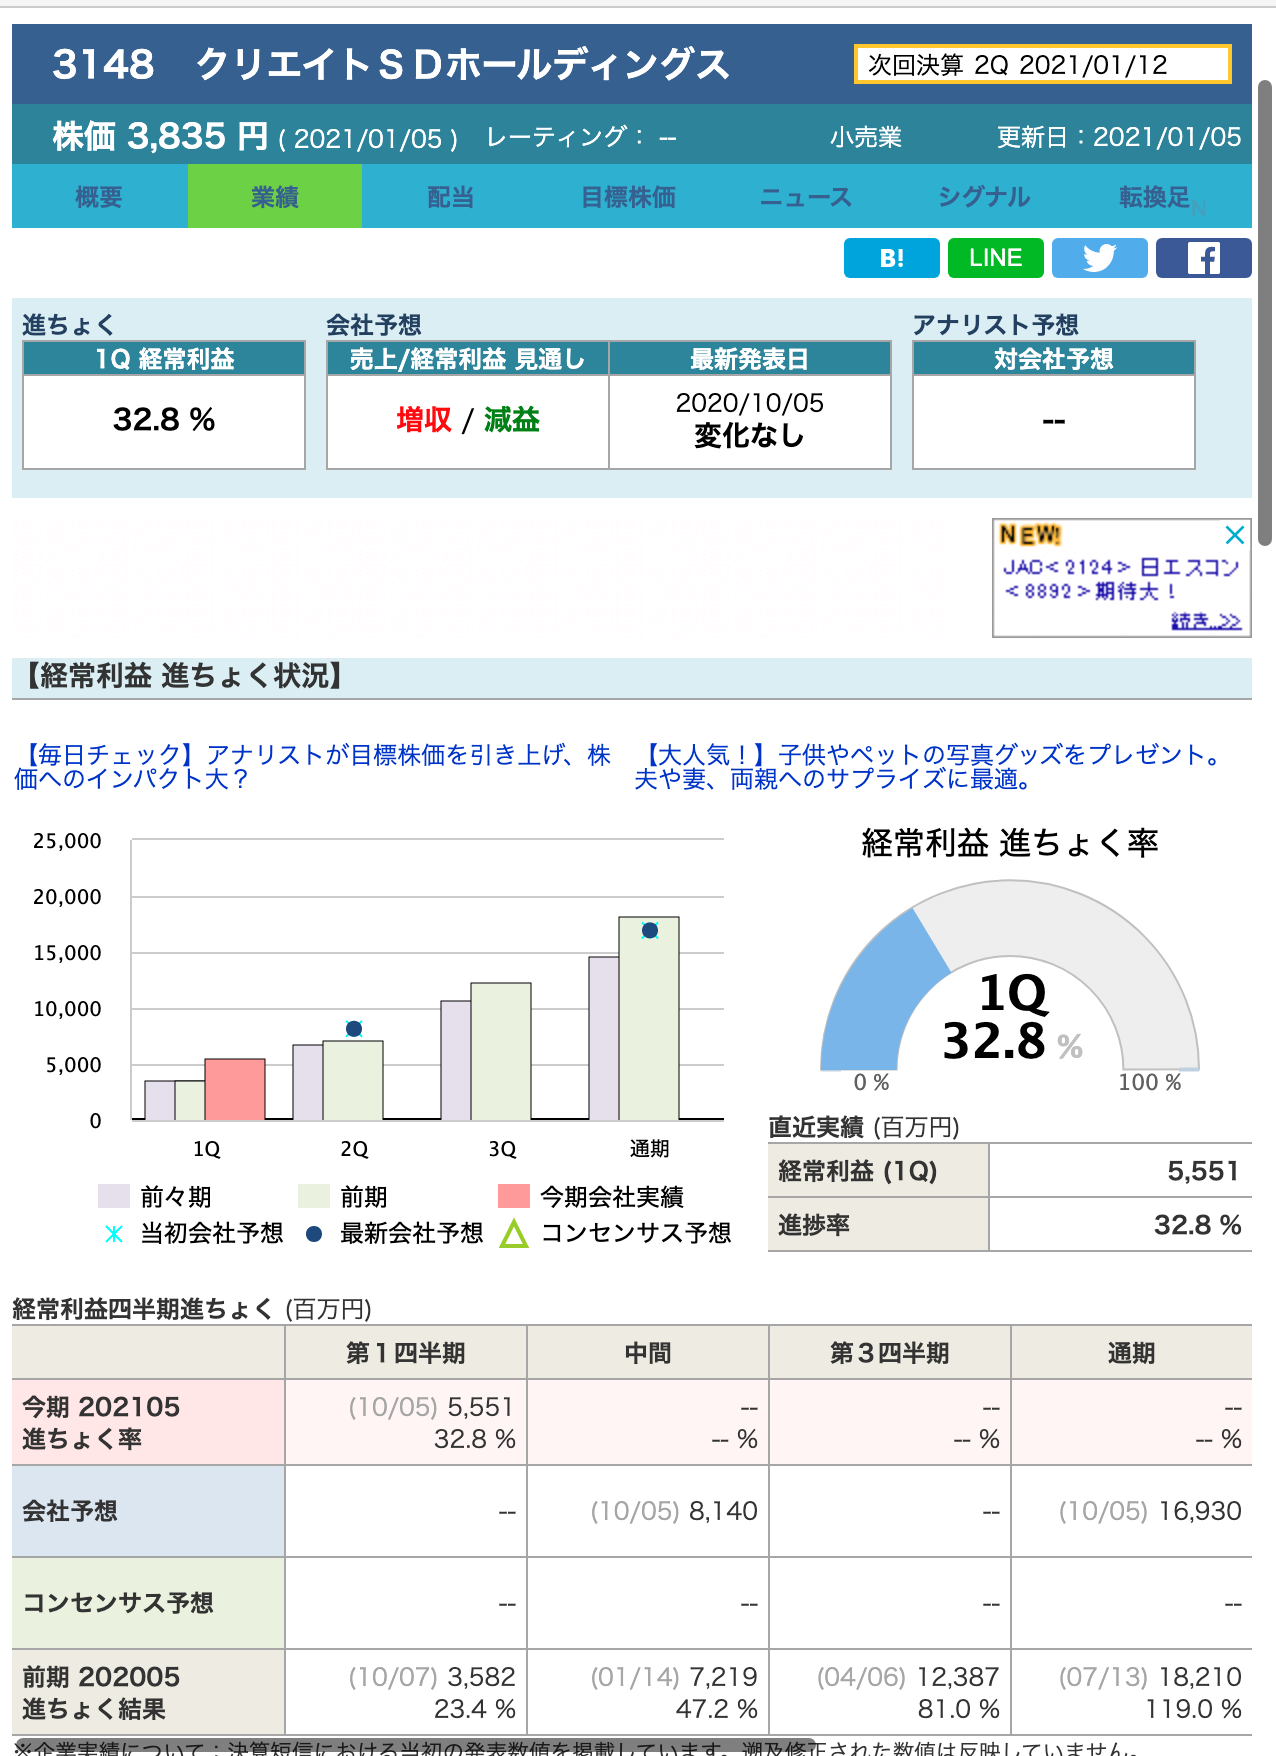 3148　クリエイトＳＤホールディングス
次回決算 2Q 2021/01/12
株価 3,835 円 ( 2021/01/05 )　レーティング： --　小売業　更新日：2021/01/05
概要　業績　配当　目標株価　ニュース　シグナル　転換足
B!　LINE
進ちょく　会社予想　アナリスト予想
1Q 経常利益　売上/経常利益 見通し　最新発表日　対会社予想
32.8 %　増収 / 減益　2020/10/05　--
変化なし
NEW!
JAC<2124> 日エスコン
<8892>期待大！
続き..>>
【経常利益 進ちょく状況】
【毎日チェック】アナリストが目標株価を引き上げ、株
価へのインパクト大？
【大人気！】子供やペットの写真グッズをプレゼント。
夫や妻、両親へのサプライズに最適。
25,000
20,000
15,000
10,000
5,000
0
1Q　2Q　3Q　通期
前々期　前期　今期会社実績
当初会社予想　最新会社予想　コンセンサス予想
経常利益 進ちょく率
1Q
32.8 %
0 %　100 %
直近実績 (百万円)
経常利益 (1Q)　5,551
進捗率　32.8 %
経常利益四半期進ちょく (百万円)
第１四半期　中間　第３四半期　通期
今期 202105　(10/05) 5,551　--　--　--
進ちょく率　32.8 %　-- %　-- %　-- %
会社予想　--　(10/05) 8,140　--　(10/05) 16,930
コンセンサス予想　--　--　--　--
前期 202005　(10/07) 3,582　(01/14) 7,219　(04/06) 12,387　(07/13) 18,210
進ちょく結果　23.4 %　47.2 %　81.0 %　119.0 %
※企業実績について：決算短信における当初の発表数値を掲載しています。遡及修正された数値は反映していません。